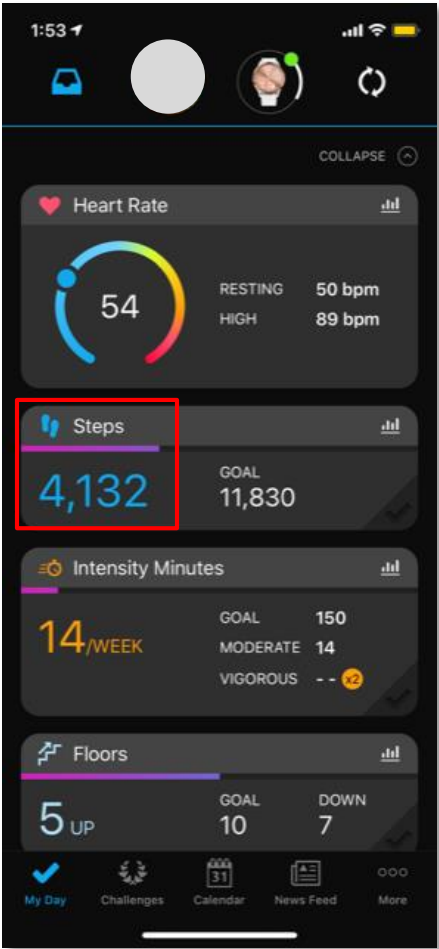 1:53
COLLAPSE
Heart Rate
54
RESTING 50 bpm
HIGH 89 bpm
Steps
4,132
GOAL
11,830
Intensity Minutes
14/WEEK
GOAL 150
MODERATE 14
VIGOROUS - - x2
Floors
5 UP
GOAL DOWN
10 7
31
My Day Challenges Calendar News Feed More